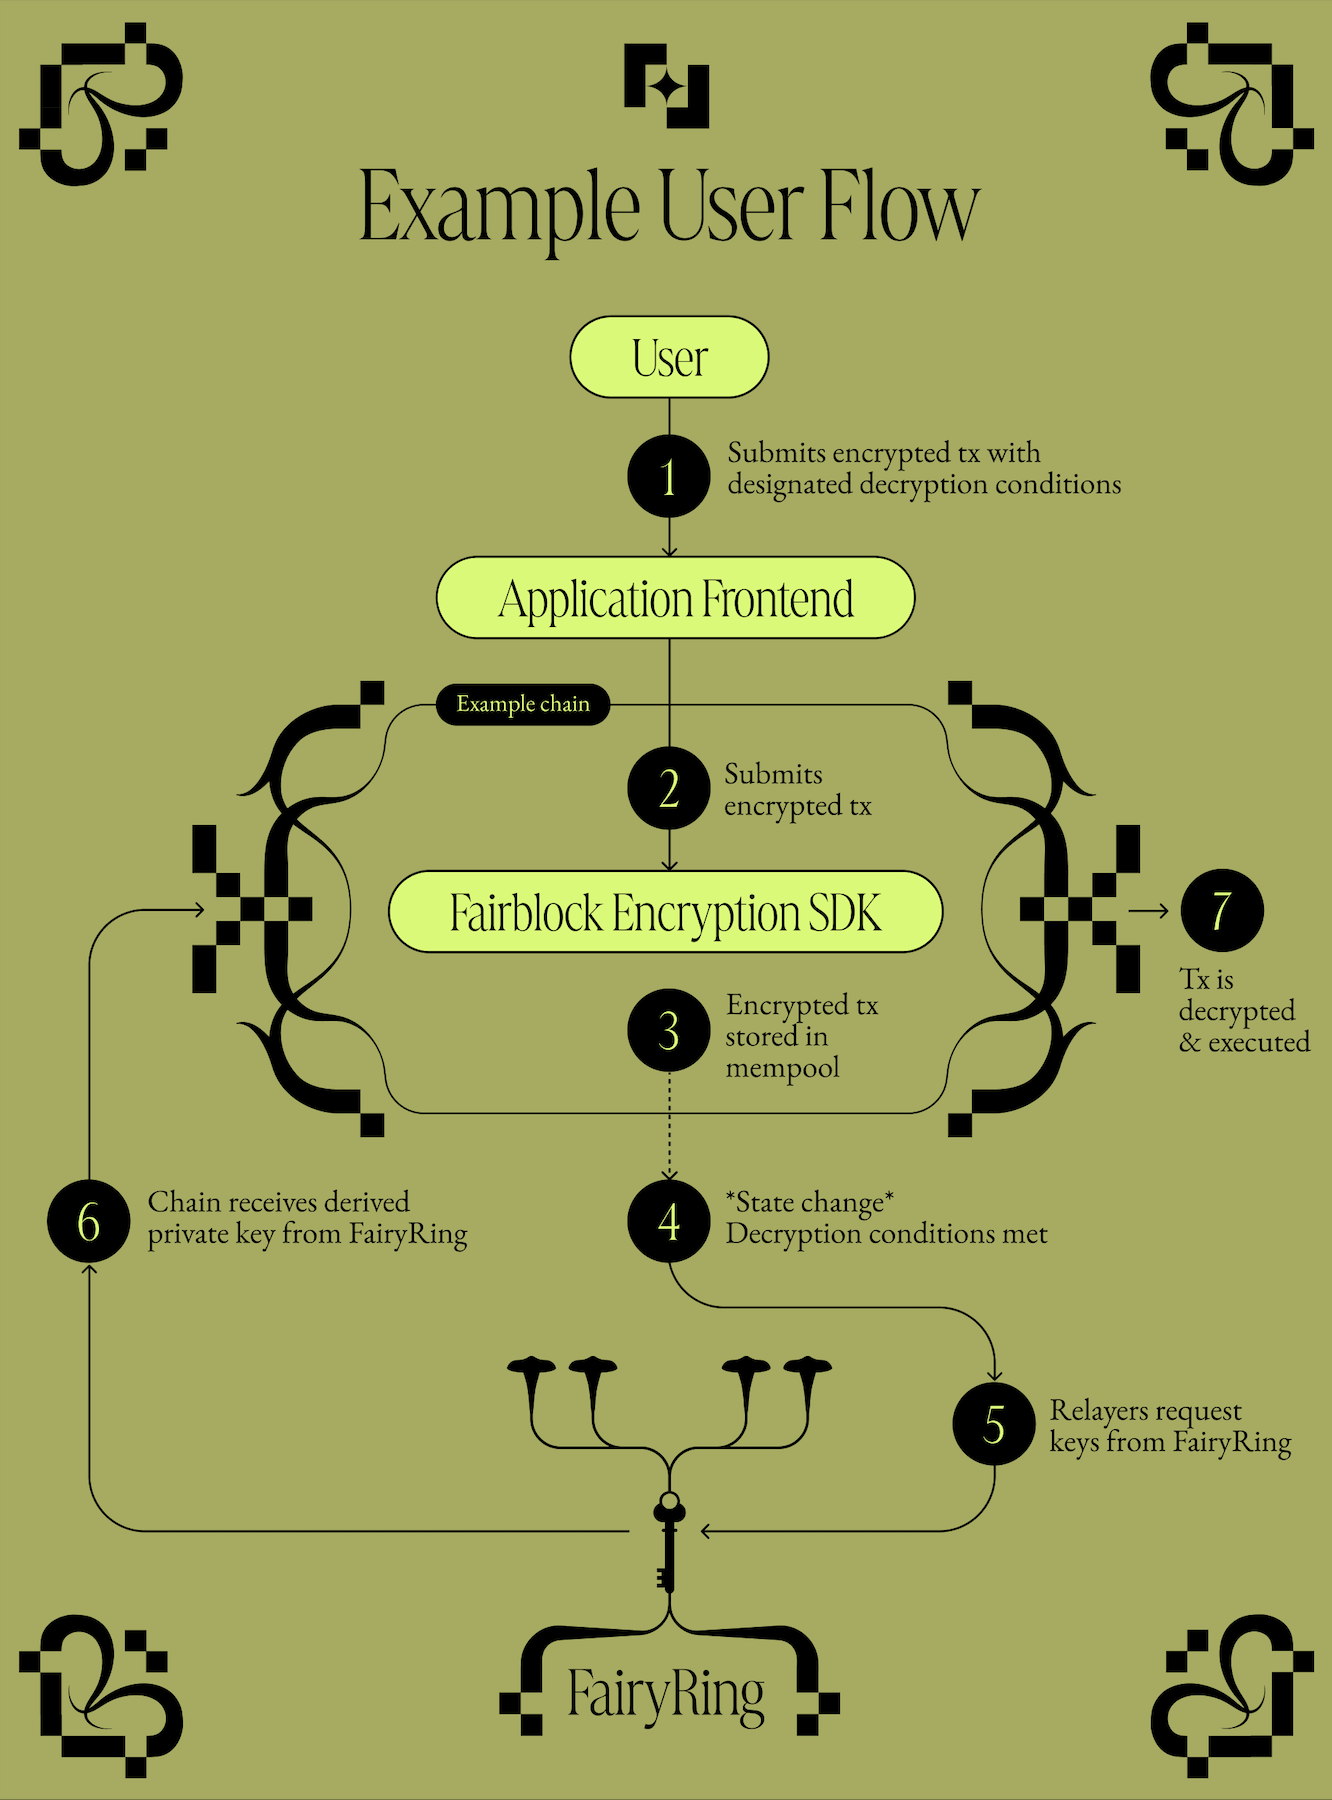 Example User Flow
User
1
Submits encrypted tx with
designated decryption conditions
Application Frontend
Example chain
2
Submits
encrypted tx
Fairblock Encryption SDK
3
Encrypted tx
stored in
mempool
7
Tx is
decrypted
& executed
4
*State change*
Decryption conditions met
6
Chain receives derived
private key from FairyRing
5
Relayers request
keys from FairyRing
FairyRing